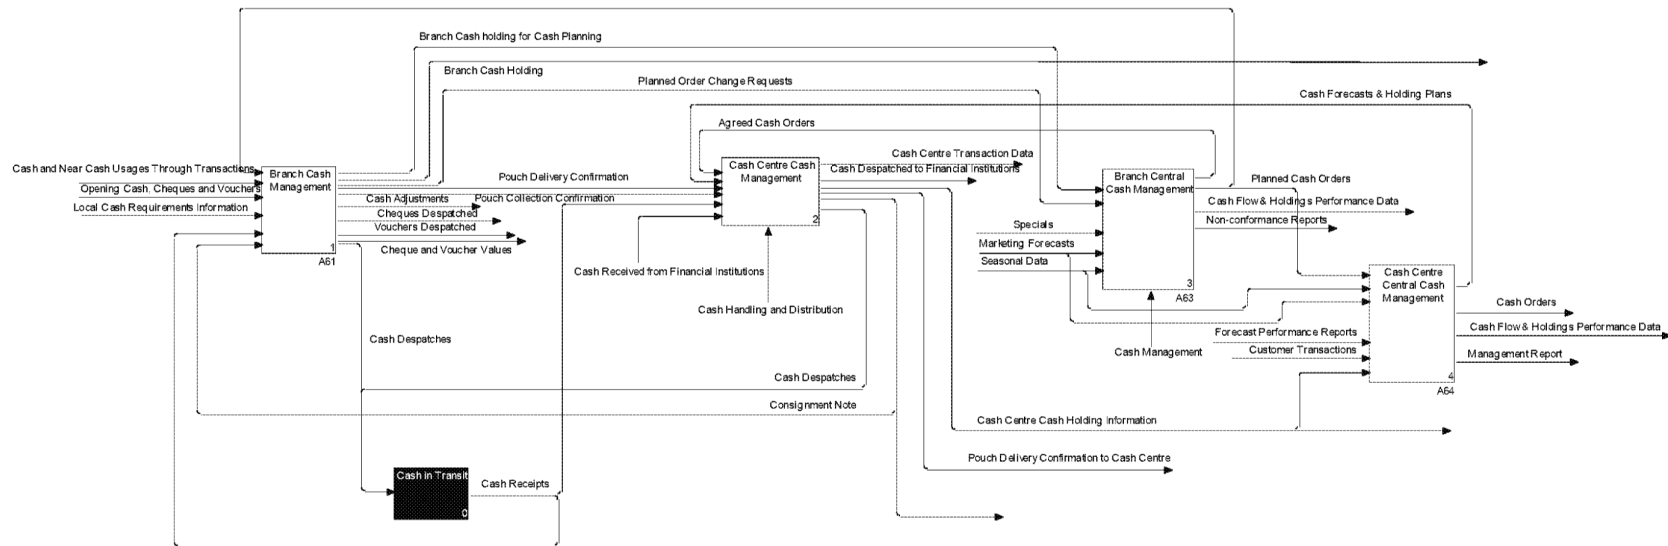 Branch Cash holding for Cash Planning
Branch Cash Holding
Planned Order Change Requests
Cash Forecasts & Holding Plans
Agreed Cash Orders
Cash and Near Cash Usages Through Transactions
Opening Cash, Cheques and Vouchers
Local Cash Requirements Information
Branch Cash
Management
1
A61
Pouch Delivery Confirmation
Pouch Collection Confirmation
Cash Adjustments
Cheques Despatched
Vouchers Despatched
Cheque and Voucher Values
Cash Centre Cash
Management
2
Cash Centre Transaction Data
Cash Despatched to Financial Institutions
Cash Received from Financial Institutions
Cash Handling and Distribution
Branch Central
Cash Management
3
A63
Planned Cash Orders
Cash Flow & Holdings Performance Data
Non-conformance Reports
Specials
Marketing Forecasts
Seasonal Data
Cash Management
Cash Centre
Central Cash
Management
4
A64
Forecast Performance Reports
Customer Transactions
Cash Orders
Cash Flow & Holdings Performance Data
Management Report
Cash Despatches
Cash Despatches
Consignment Note
Cash Centre Cash Holding Information
Pouch Delivery Confirmation to Cash Centre
Cash in Transit
0
Cash Receipts